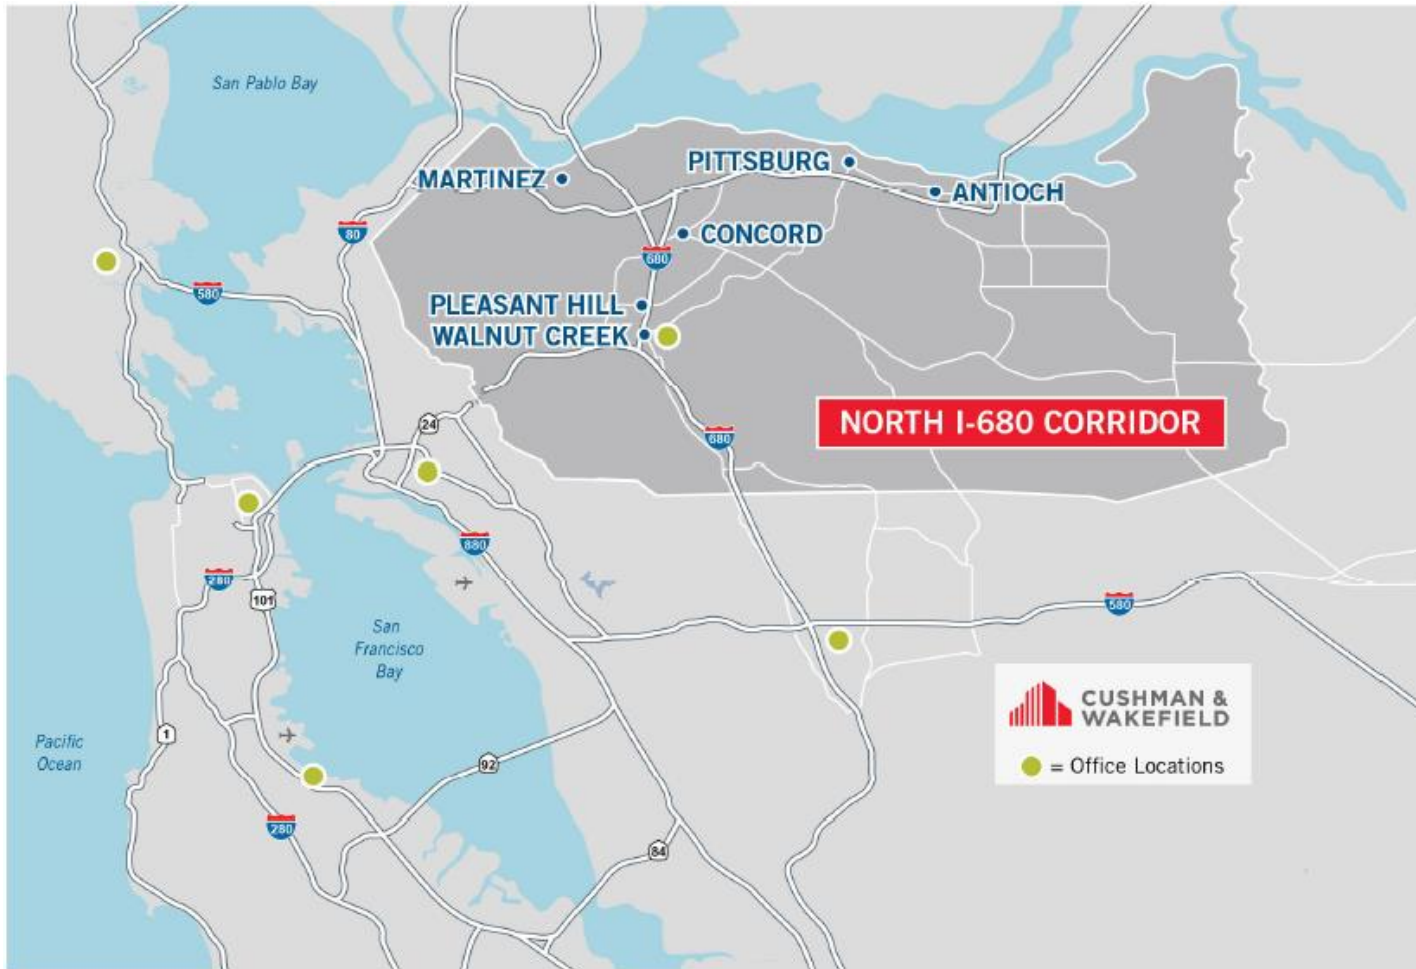 San Pablo Bay
PITTSBURG
MARTINEZ
ANTIOCH
80
CONCORD
680
580
PLEASANT HILL
WALNUT CREEK
NORTH I-680 CORRIDOR
24
680
880
280
101
580
San
Francisco
Bay
CUSHMAN &
WAKEFIELD
1
Pacific
Ocean
92
= Office Locations
280
84